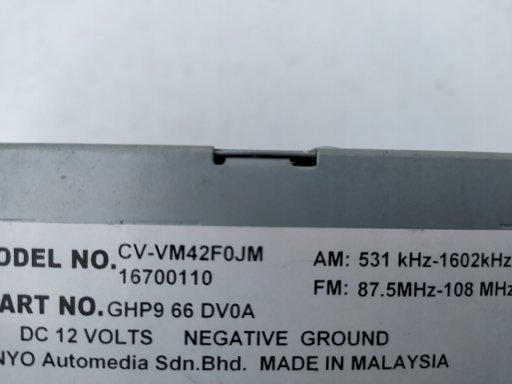 ODEL NO. CV-VM42F0JM
16700110
AM: 531 kHz-1602kHz
FM: 87.5MHz-108 MHz
ART NO. GHP9 66 DV0A
DC 12 VOLTS NEGATIVE GROUND
NYO Automedia Sdn.Bhd. MADE IN MALAYSIA